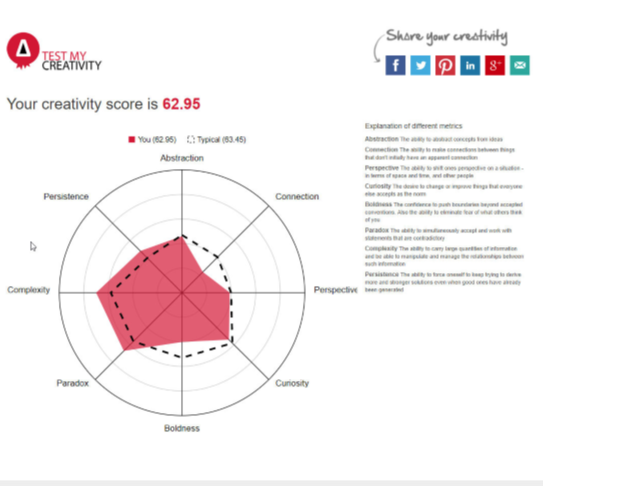 Share your creativity
TEST MY
CREATIVITY
Your creativity score is 62.95
You (62.95) Typical (63.45)
Abstraction
Connection
Perspective
Curiosity
Boldness
Paradox
Complexity
Persistence
Explanation of different metrics
Abstraction The ability to abstract concepts from ideas
Connection The ability to make connections between things
that don't initially have an apparent connection
Perspective The ability to shift ones perspective on a situation -
in terms of space and time, and other people
Curiosity The desire to change or improve things that everyone
else accepts as the norm
Boldness The confidence to push boundaries beyond accepted
conventions. Also the ability to eliminate fear of what others think
of you
Paradox The ability to simultaneously accept and work with
statements that are contradictory
Complexity The ability to carry large quantities of information
and be able to manipulate and manage the relationships between
such information
Persistence The ability to force oneself to keep trying to derive
more and stronger solutions even when good ones have already
been generated